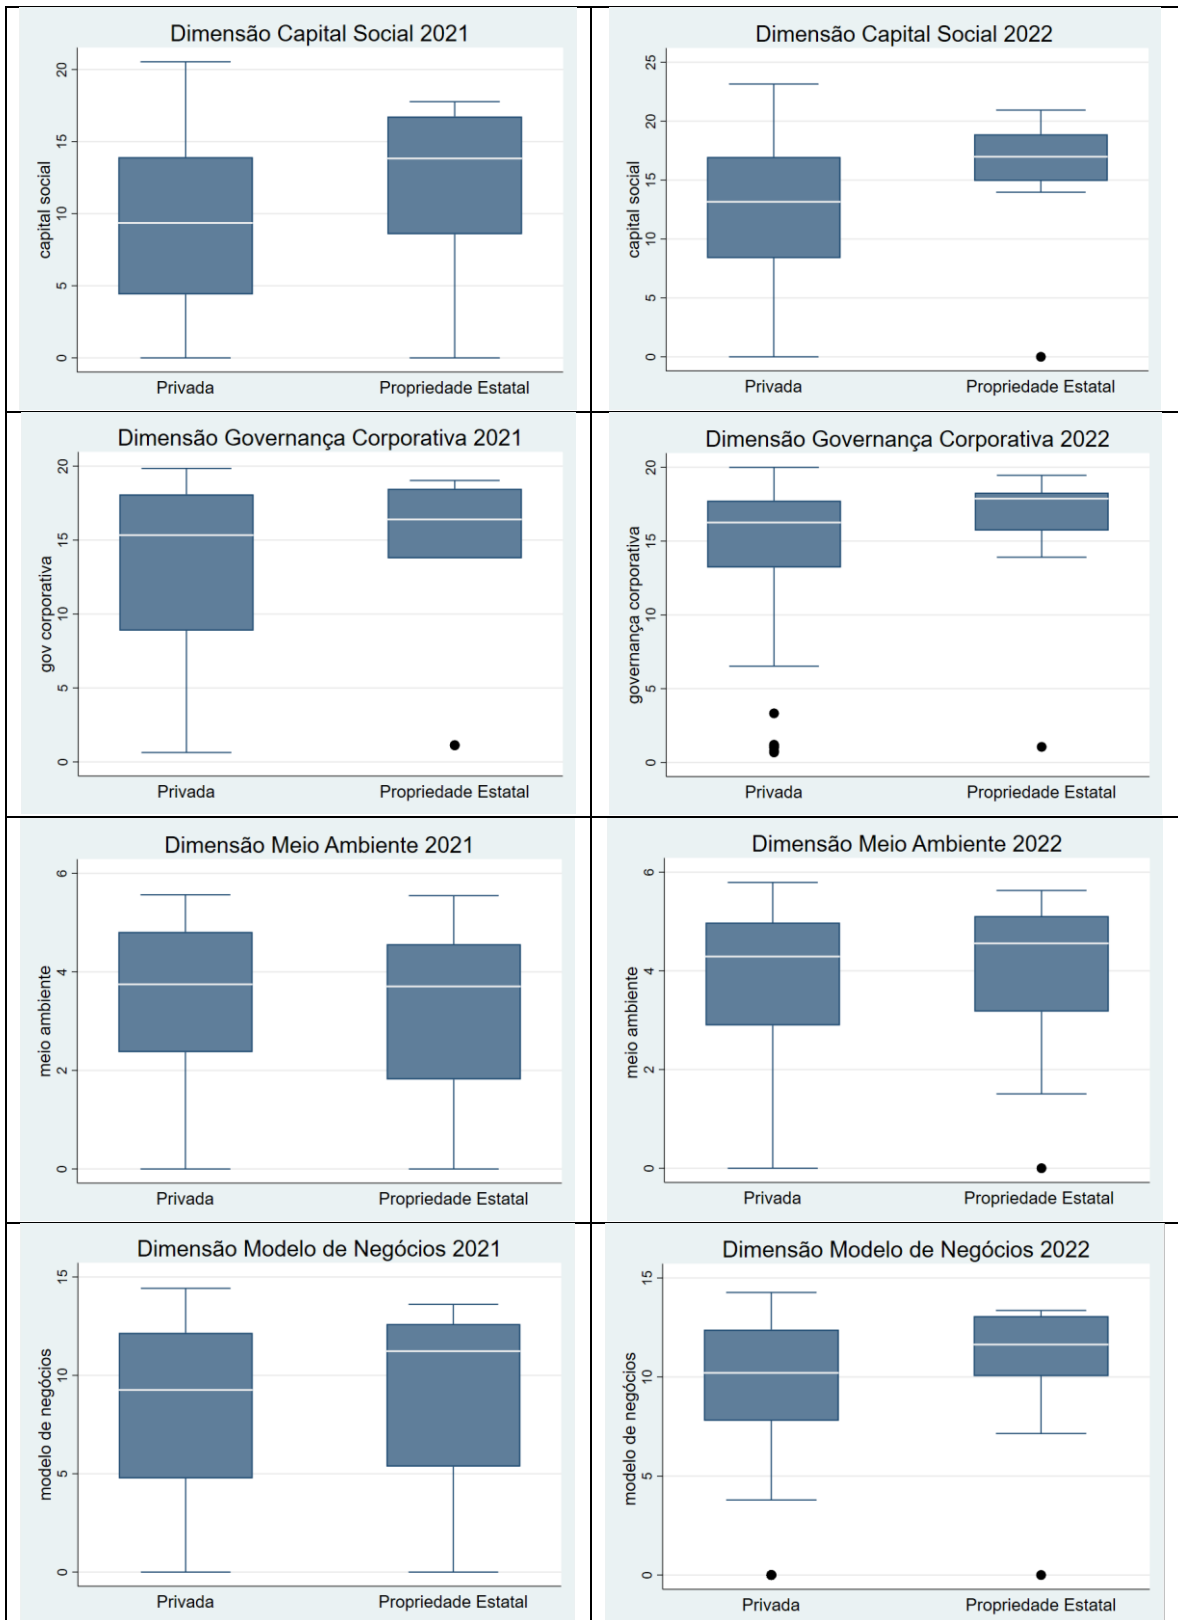 Dimensão Capital Social 2021
20
15
10
5
0
capital social
Privada
Propriedade Estatal
Dimensão Capital Social 2022
25
20
15
10
5
0
capital social
Privada
Propriedade Estatal
Dimensão Governança Corporativa 2021
20
15
10
5
0
gov corporativa
Privada
Propriedade Estatal
Dimensão Governança Corporativa 2022
20
15
10
5
0
governança corporativa
Privada
Propriedade Estatal
Dimensão Meio Ambiente 2021
6
4
2
0
meio ambiente
Privada
Propriedade Estatal
Dimensão Meio Ambiente 2022
6
4
2
0
meio ambiente
Privada
Propriedade Estatal
Dimensão Modelo de Negócios 2021
15
10
5
0
modelo de negócios
Privada
Propriedade Estatal
Dimensão Modelo de Negócios 2022
15
10
5
0
modelo de negócios
Privada
Propriedade Estatal